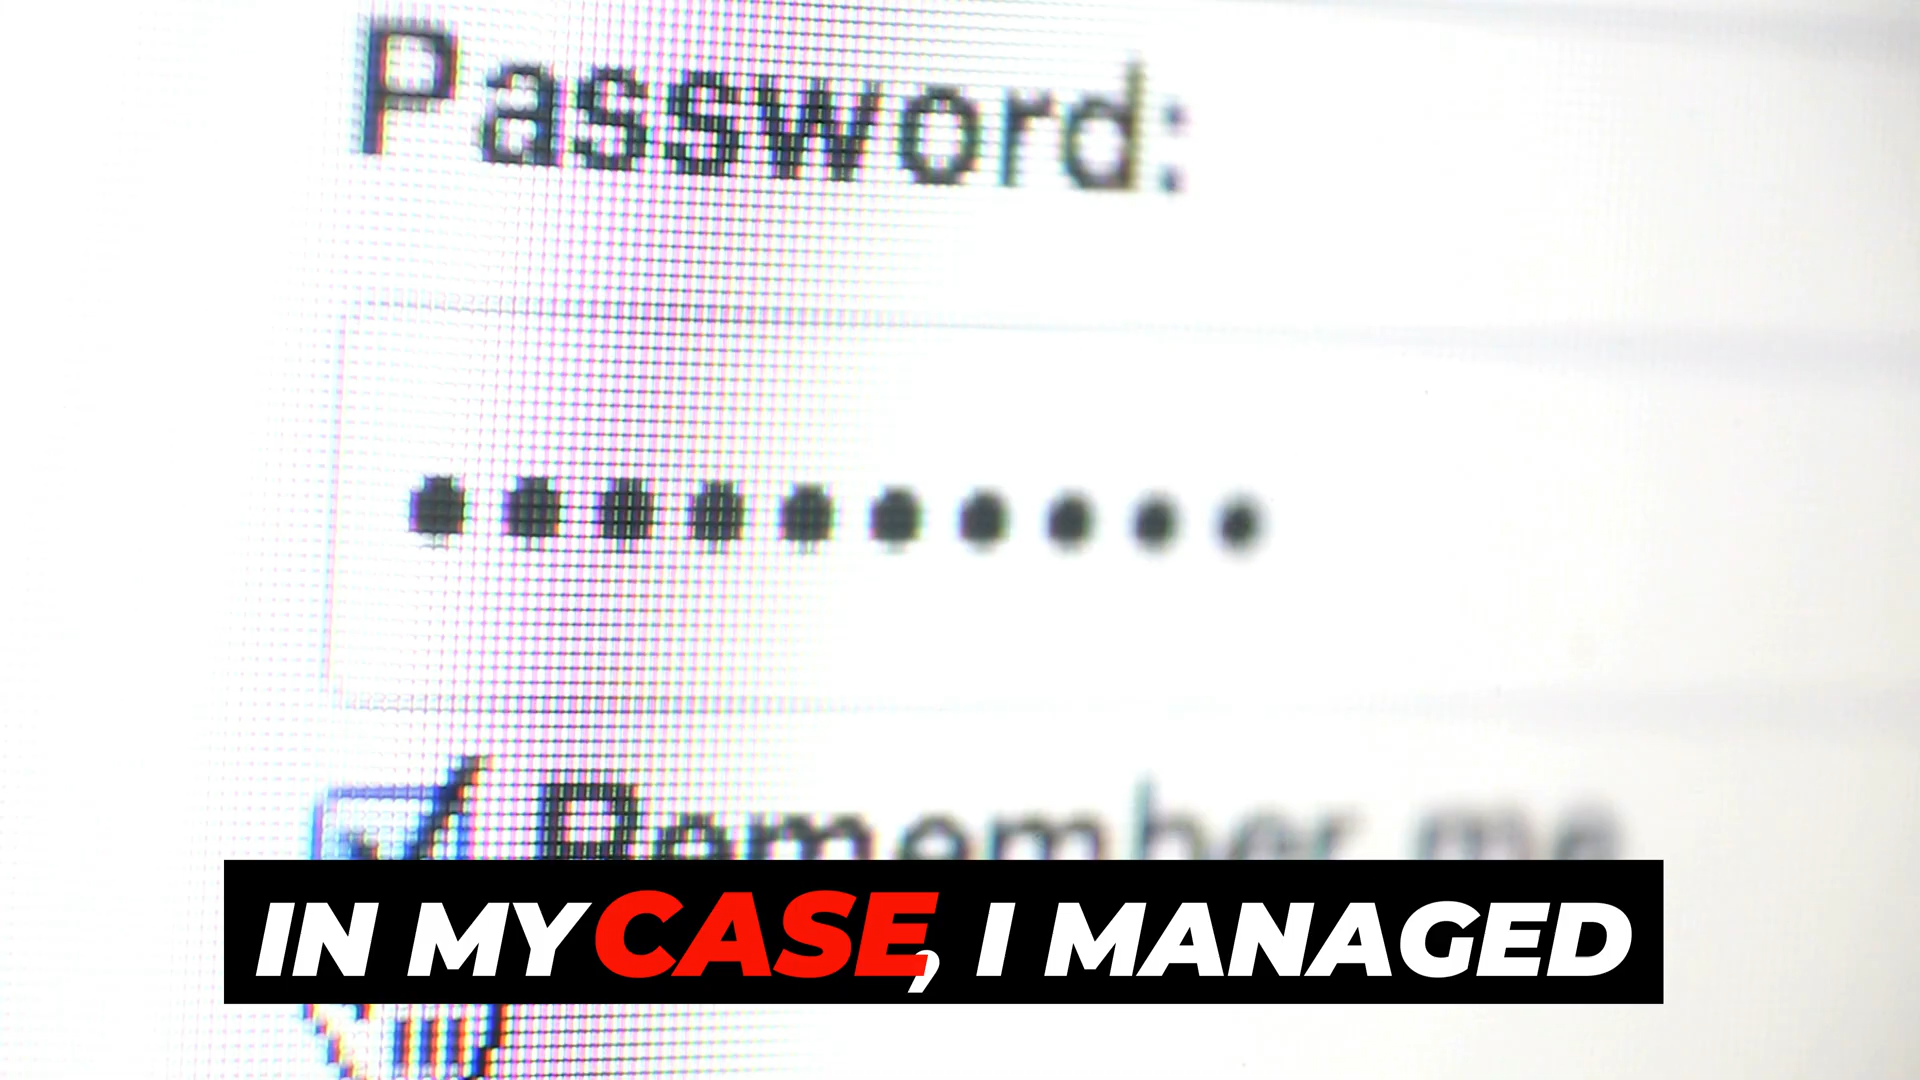 Password:
••••••••••
Remember me
IN MY CASE, I MANAGED